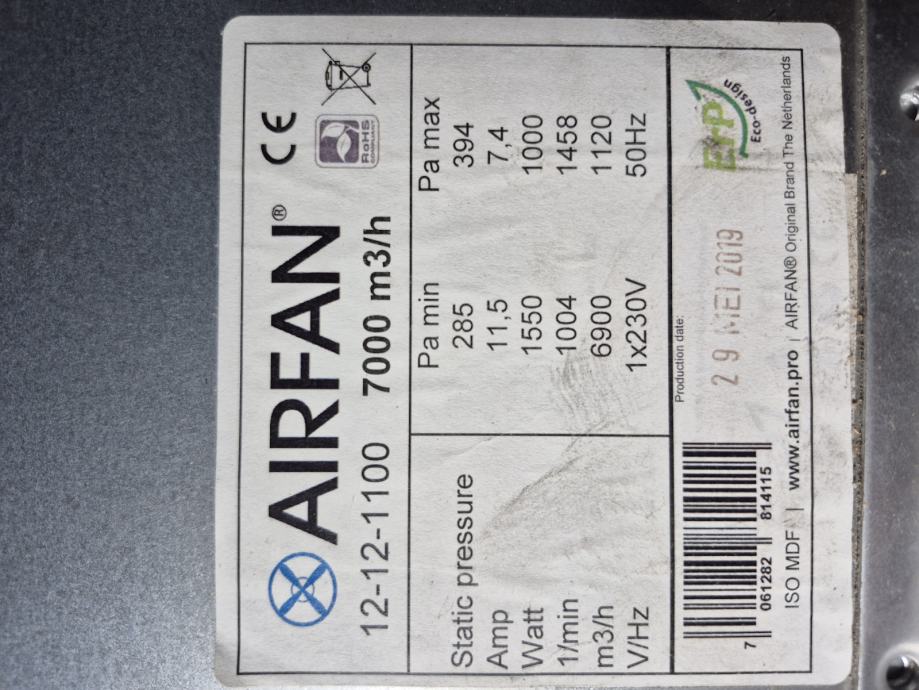 AIRFAN®
CE
12-12-1100 7000 m3/h
RoHS
COMPLIANT
Pa min Pa max
Static pressure 285 394
Amp 11,5 7,4
Watt 1550 1000
1/min 1004 1458
m3/h 6900 1120
V/Hz 1x230V 50Hz
Production date:
29 MEI 2019
ErP
Eco-design
7 061282 814115
ISO MDF | www.airfan.pro | AIRFAN® Original Brand The Netherlands